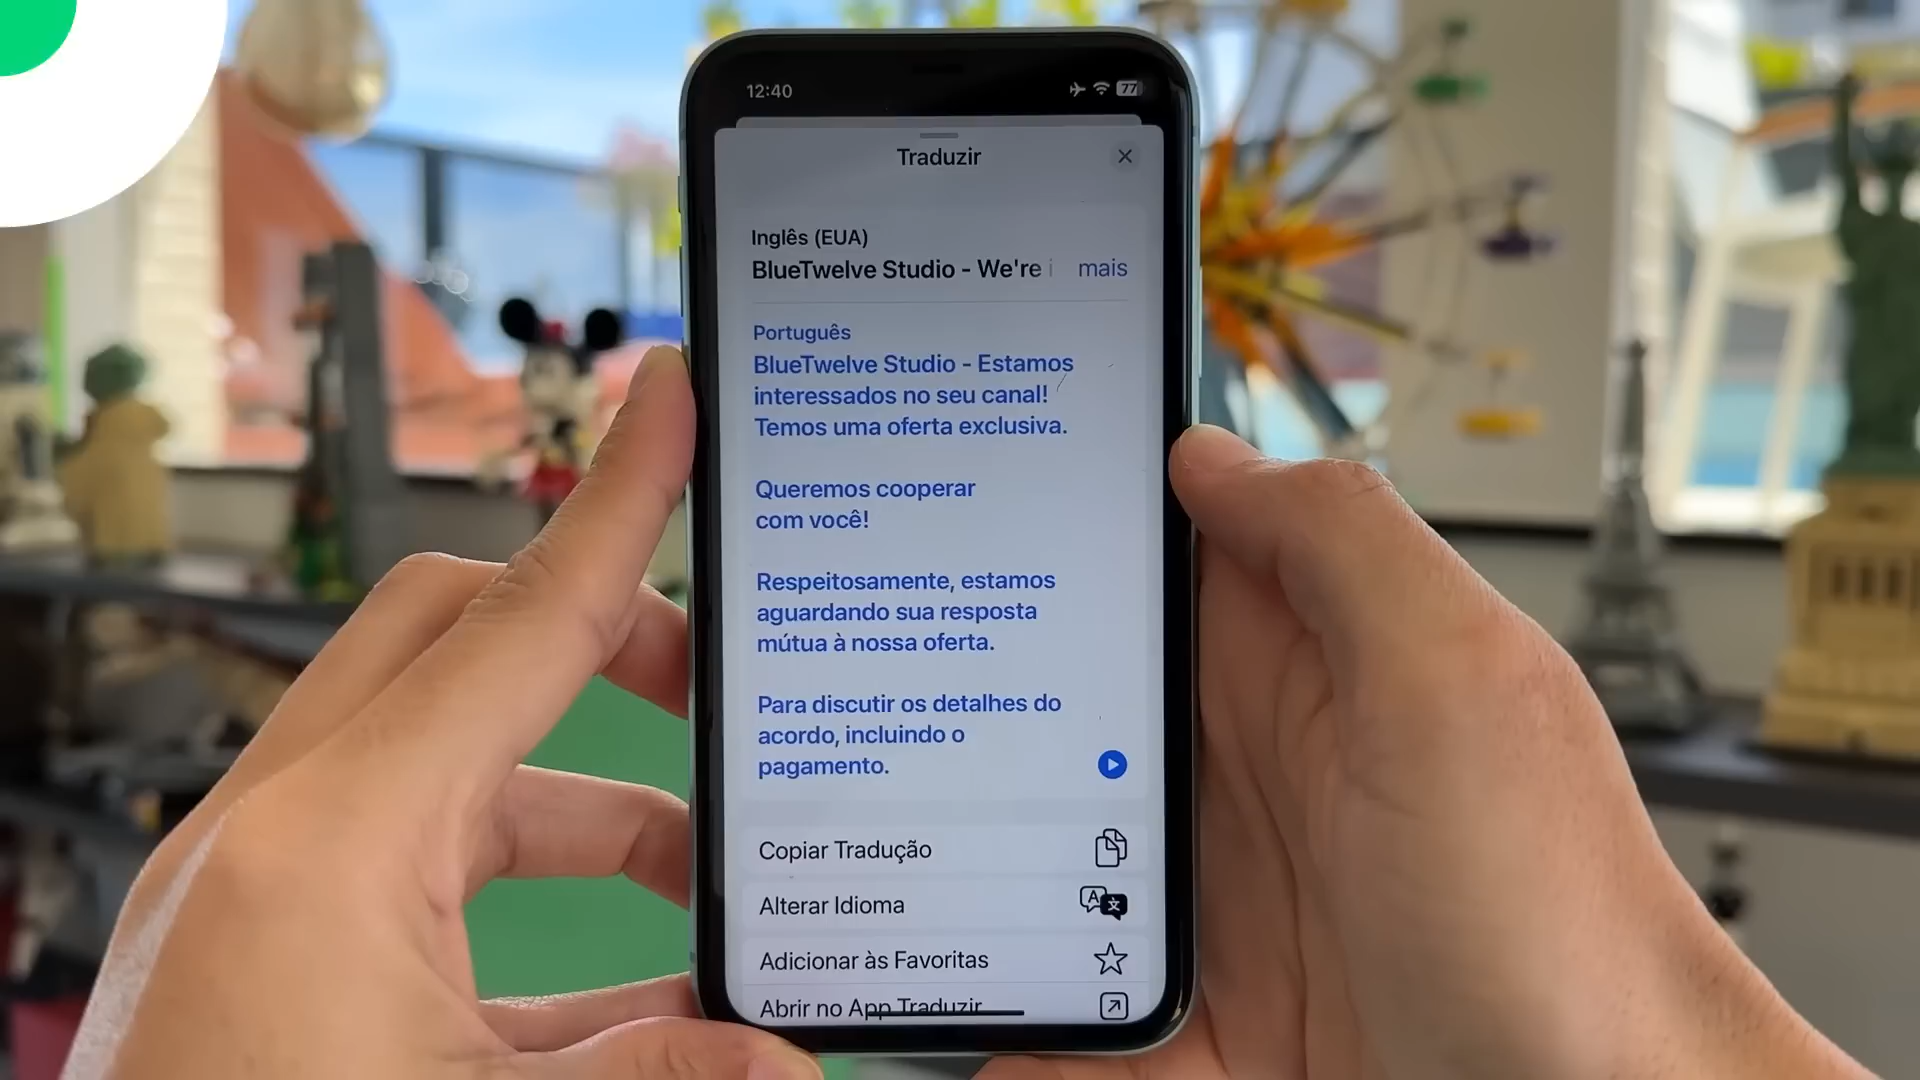 12:40
77
Traduzir
Inglês (EUA)
BlueTwelve Studio - We're
mais
Português
BlueTwelve Studio - Estamos
interessados no seu canal!
Temos uma oferta exclusiva.
Queremos cooperar
com você!
Respeitosamente, estamos
aguardando sua resposta
mútua à nossa oferta.
Para discutir os detalhes do
acordo, incluindo o
pagamento.
Copiar Tradução
Alterar Idioma
Adicionar às Favoritas
Abrir no App Traduzir